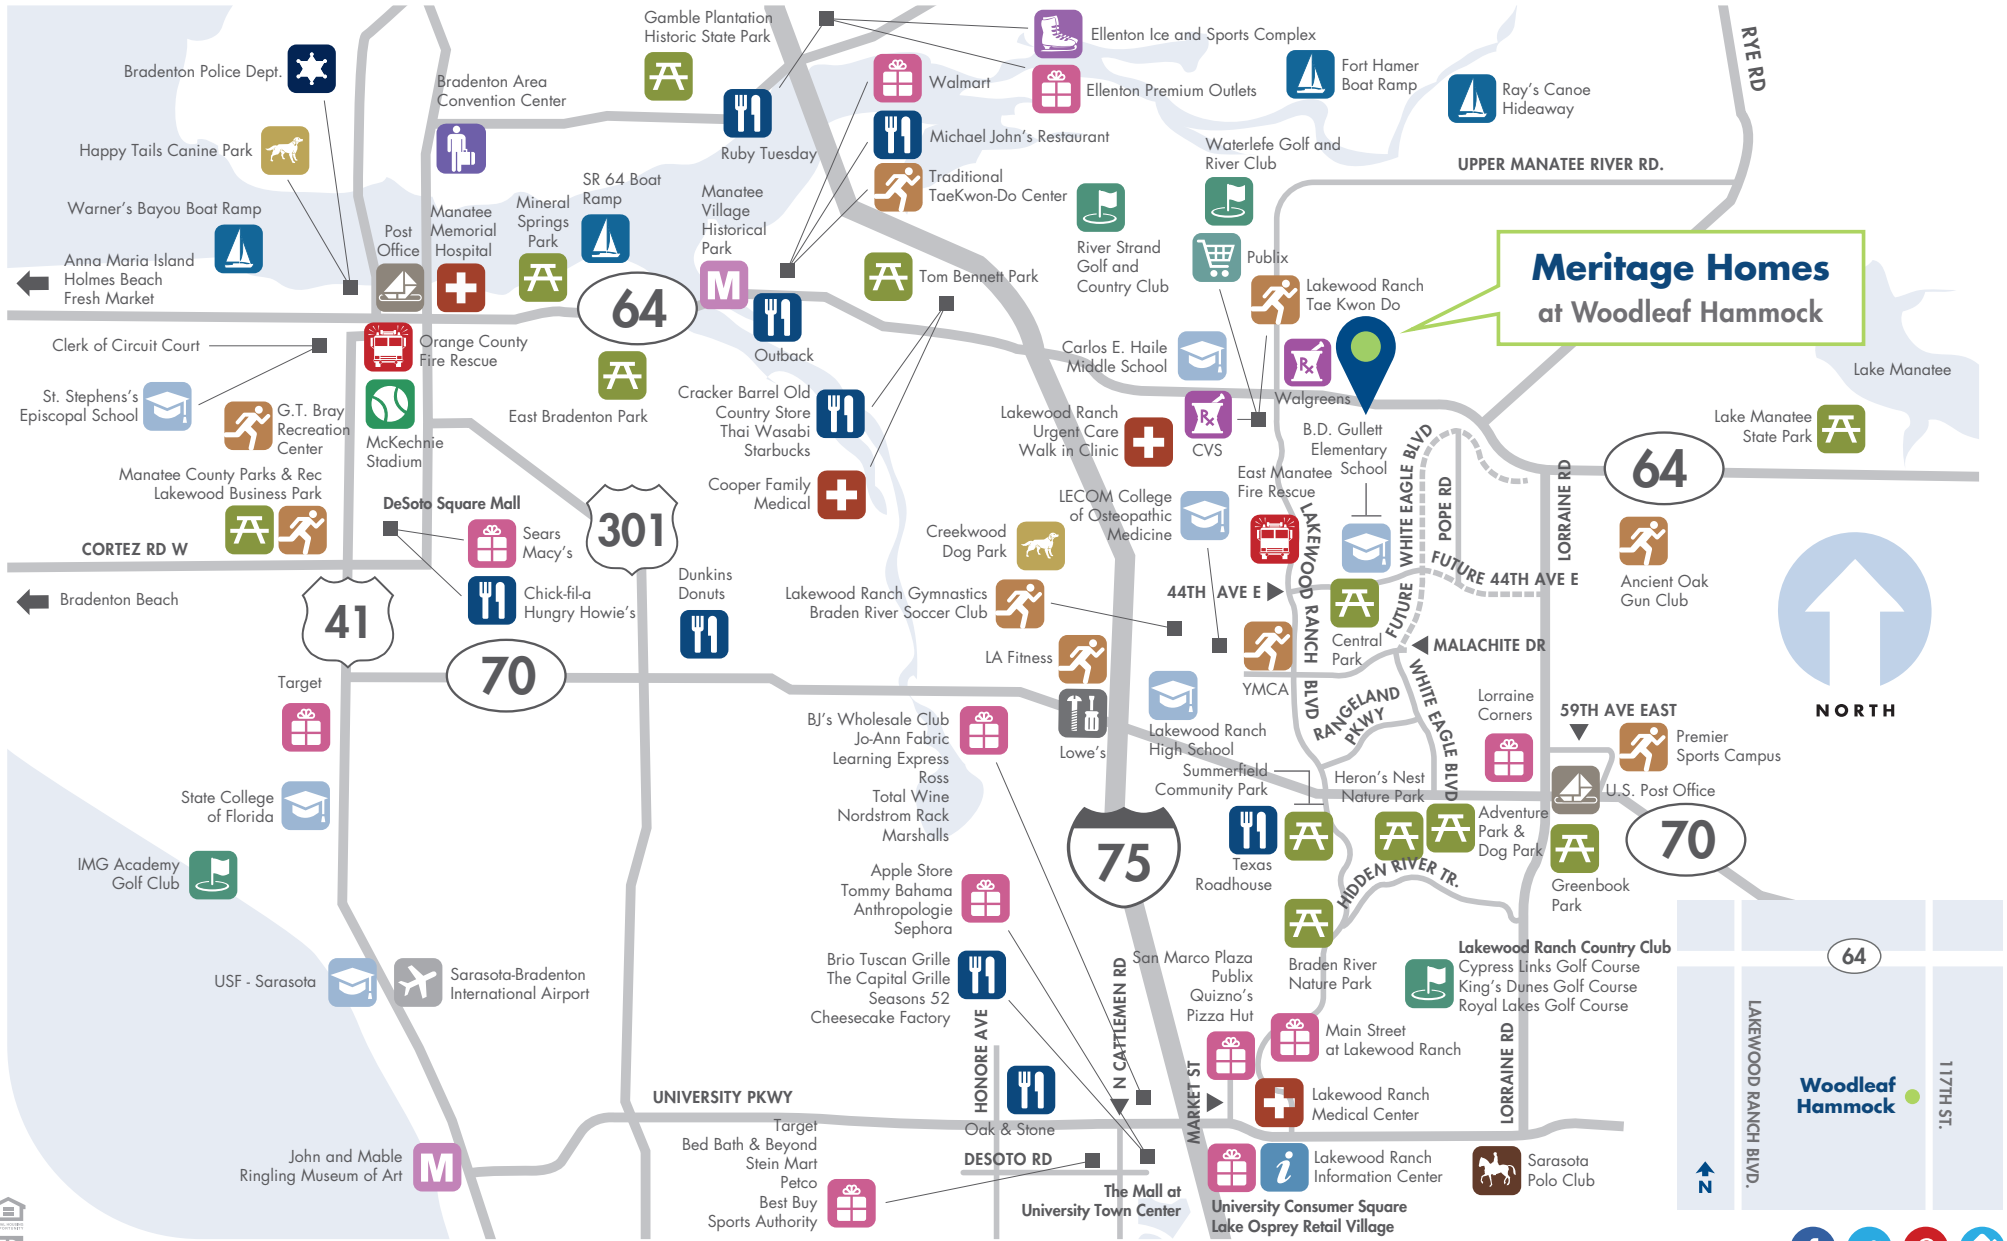 Gamble Plantation
Historic State Park
Ellenton Ice and Sports Complex
RYE RD
Bradenton Police Dept.
Bradenton Area
Convention Center
Walmart
Ellenton Premium Outlets
Fort Hamer
Boat Ramp
Ray's Canoe
Hideaway
Happy Tails Canine Park
Ruby Tuesday
Michael John's Restaurant
Waterlefe Golf and
River Club
UPPER MANATEE RIVER RD.
Traditional
TaeKwon-Do Center
Warner's Bayou Boat Ramp
Post
Office
Manatee
Memorial
Hospital
Mineral
Springs
Park
SR 64 Boat
Ramp
Manatee
Village
Historical
Park
M
River Strand
Golf and
Country Club
Publix
Anna Maria Island
Holmes Beach
Fresh Market
Tom Bennett Park
Lakewood Ranch
Tae Kwon Do
Meritage Homes
at Woodleaf Hammock
64
Outback
Clerk of Circuit Court
Orange County
Fire Rescue
Carlos E. Haile
Middle School
Rx
Walgreens
Lake Manatee
St. Stephens's
Episcopal School
G.T. Bray
Recreation
Center
McKechnie
Stadium
East Bradenton Park
Cracker Barrel Old
Country Store
Thai Wasabi
Starbucks
Lakewood Ranch
Urgent Care
Walk in Clinic
Rx
CVS
B.D. Gullett
Elementary
School
Lake Manatee
State Park
Manatee County Parks & Rec
Lakewood Business Park
Cooper Family
Medical
East Manatee
Fire Rescue
WHITE EAGLE BLVD
FUTURE
POPE RD
LORRAINE RD
64
DeSoto Square Mall
Sears
Macy's
301
LECOM College
of Osteopathic
Medicine
LAKEWOOD RANCH BLVD
CORTEZ RD W
Creekwood
Dog Park
FUTURE 44TH AVE E
Ancient Oak
Gun Club
Bradenton Beach
Chick-fil-a
Hungry Howie's
Dunkins
Donuts
Lakewood Ranch Gymnastics
Braden River Soccer Club
44TH AVE E
Central
Park
MALACHITE DR
41
70
LA Fitness
YMCA
WHITE EAGLE BLVD
NORTH
Target
Lowe's
Lakewood Ranch
High School
RANGELAND
PKWY
Lorraine
Corners
59TH AVE EAST
Premier
Sports Campus
BJ's Wholesale Club
Jo-Ann Fabric
Learning Express
Ross
Total Wine
Nordstrom Rack
Marshalls
Summerfield
Community Park
Heron's Nest
Nature Park
U.S. Post Office
State College
of Florida
75
Texas
Roadhouse
Adventure
Park &
Dog Park
70
IMG Academy
Golf Club
HIDDEN RIVER TR.
Greenbook
Park
Apple Store
Tommy Bahama
Anthropologie
Sephora
USF - Sarasota
Sarasota-Bradenton
International Airport
Brio Tuscan Grille
The Capital Grille
Seasons 52
Cheesecake Factory
San Marco Plaza
Publix
Quizno's
Pizza Hut
Braden River
Nature Park
Lakewood Ranch Country Club
Cypress Links Golf Course
King's Dunes Golf Course
Royal Lakes Golf Course
64
HONORE AVE
N CATTLEMEN RD
Main Street
at Lakewood Ranch
LORRAINE RD
LAKEWOOD RANCH BLVD.
117TH ST.
Woodleaf
Hammock
N
UNIVERSITY PKWY
Oak & Stone
MARKET ST
Lakewood Ranch
Medical Center
John and Mable
Ringling Museum of Art
M
Target
Bed Bath & Beyond
Stein Mart
Petco
Best Buy
Sports Authority
DESOTO RD
The Mall at
University Town Center
i
Lakewood Ranch
Information Center
University Consumer Square
Lake Osprey Retail Village
Sarasota
Polo Club